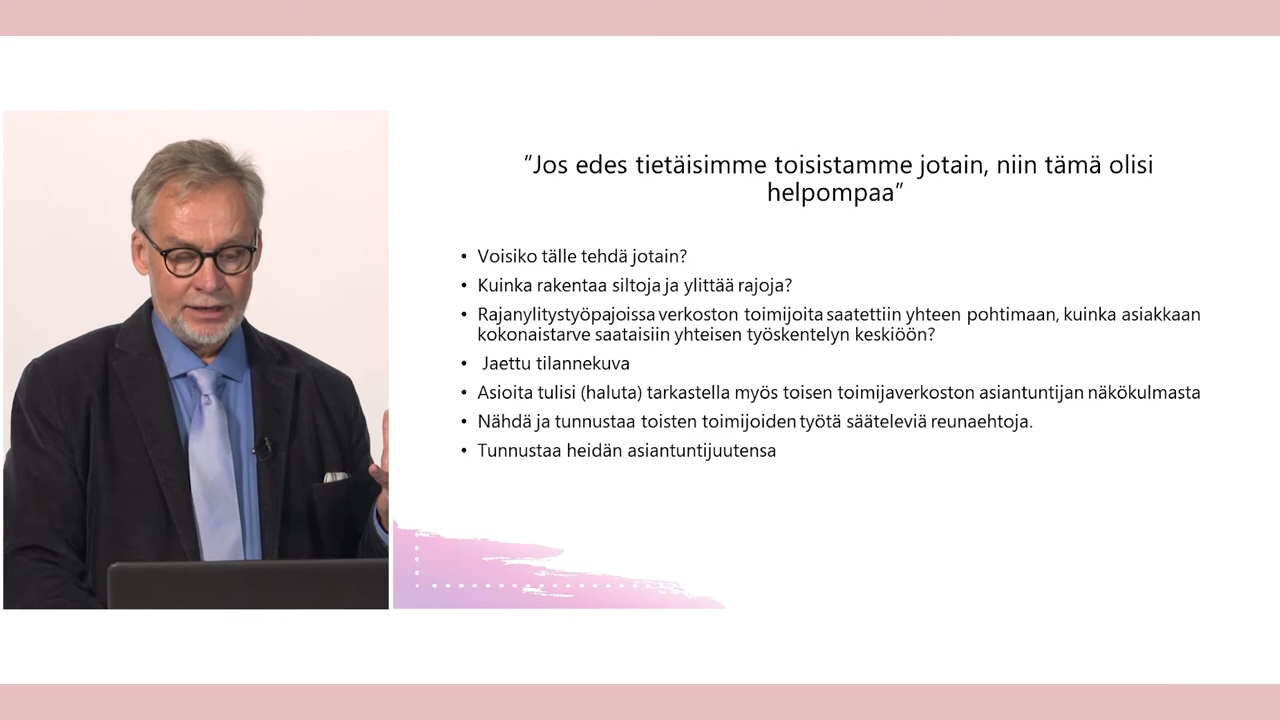 ”Jos edes tietäisimme toisistamme jotain, niin tämä olisi
helpompaa”
• Voisiko tälle tehdä jotain?
• Kuinka rakentaa siltoja ja ylittää rajoja?
• Rajanylitystyöpajoissa verkoston toimijoita saatettiin yhteen pohtimaan, kuinka asiakkaan
kokonaistarve saataisiin yhteisen työskentelyn keskiöön?
• Jaettu tilannekuva
• Asioita tulisi (haluta) tarkastella myös toisen toimijaverkoston asiantuntijan näkökulmasta
• Nähdä ja tunnustaa toisten toimijoiden työtä sääteleviä reunaehtoja.
• Tunnustaa heidän asiantuntijuutensa